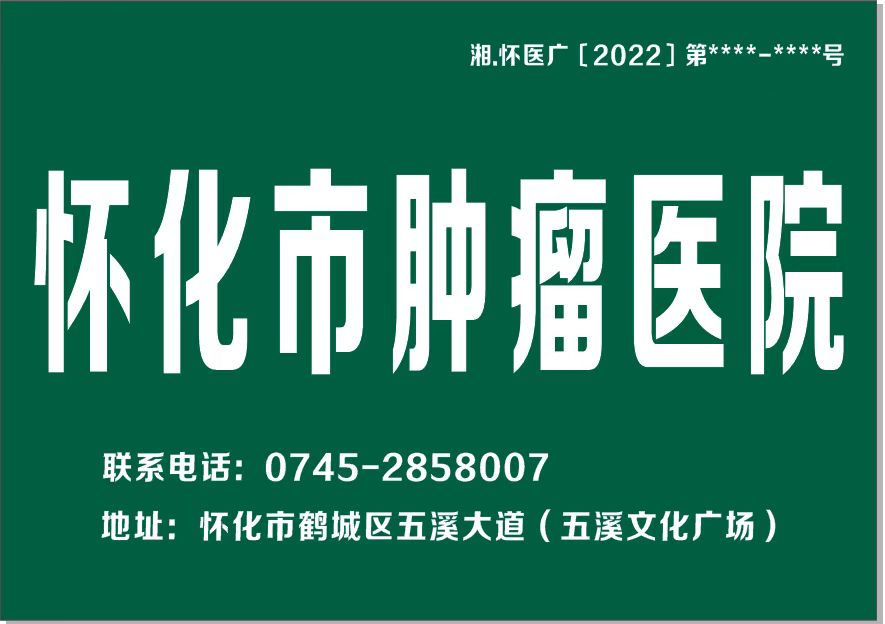 湘.怀医广［2022］第****-****号
怀化市肿瘤医院
联系电话：0745-2858007
地址：怀化市鹤城区五溪大道（五溪文化广场）